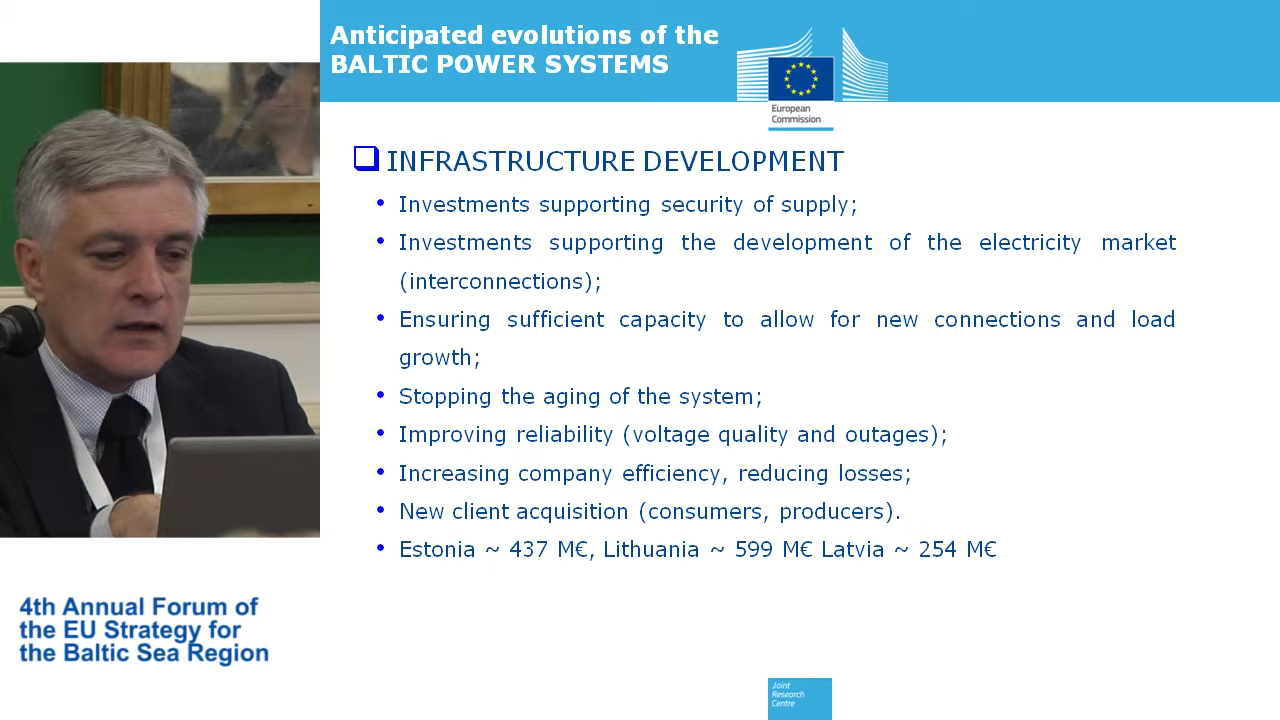 Anticipated evolutions of the
BALTIC POWER SYSTEMS
European
Commission
INFRASTRUCTURE DEVELOPMENT
• Investments supporting security of supply;
• Investments supporting the development of the electricity market
(interconnections);
• Ensuring sufficient capacity to allow for new connections and load
growth;
• Stopping the aging of the system;
• Improving reliability (voltage quality and outages);
• Increasing company efficiency, reducing losses;
• New client acquisition (consumers, producers).
• Estonia ~ 437 M€, Lithuania ~ 599 M€ Latvia ~ 254 M€
4th Annual Forum of
the EU Strategy for
the Baltic Sea Region
Joint
Research
Centre